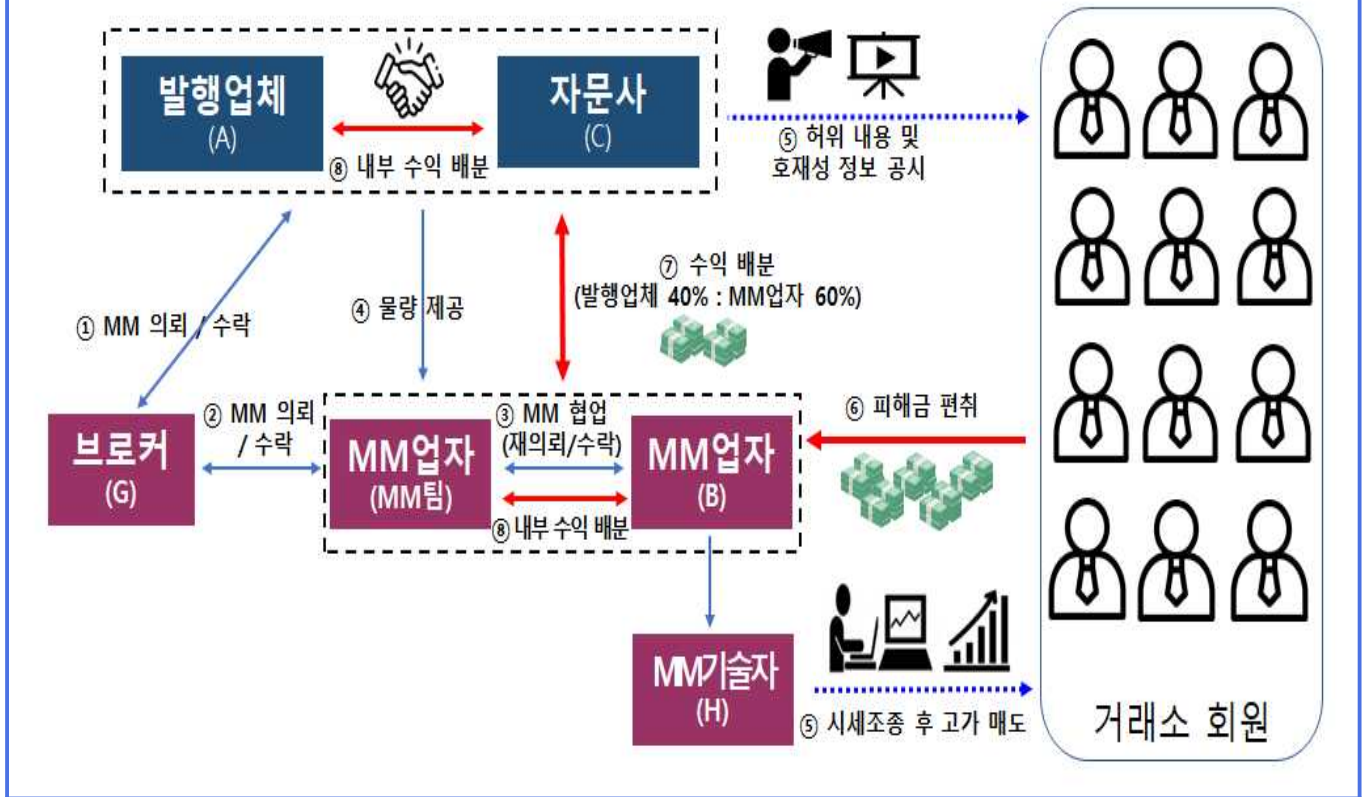 발행업체
(A)
자문사
(C)
⑧ 내부 수익 배분
⑤ 허위 내용 및
호재성 정보 공시
① MM 의뢰 / 수락
④ 물량 제공
⑦ 수익 배분
(발행업체 40% : MM업자 60%)
브로커
(G)
② MM 의뢰
/ 수락
MM업자
(MM팀)
③ MM 협업
(재의뢰/수락)
⑧ 내부 수익 배분
MM업자
(B)
⑥ 피해금 편취
MM기술자
(H)
⑤ 시세조종 후 고가 매도
거래소 회원